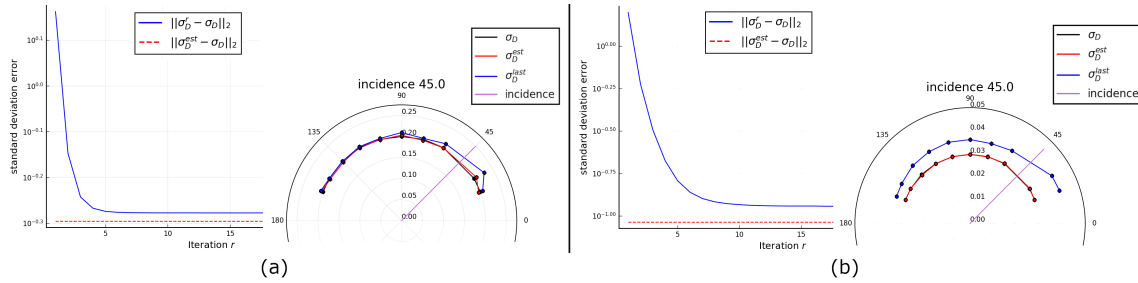 ||σ_D^r − σ_D||₂
||σ_D^est − σ_D||₂
10^0.1
10^0.0
10^−0.1
10^−0.2
10^−0.3
standard deviation error
5
10
15
Iteration r
σ_D
σ_D^est
σ_D^last
incidence
incidence 45.0
90
135
45
180
0
0.25
0.20
0.15
0.10
0.05
0.00
(a)
||σ_D^r − σ_D||₂
||σ_D^est − σ_D||₂
10^0.00
10^−0.25
10^−0.50
10^−0.75
10^−1.00
standard deviation error
5
10
15
Iteration r
σ_D
σ_D^est
σ_D^last
incidence
incidence 45.0
90
135
45
180
0
0.05
0.04
0.03
0.02
0.01
0.00
(b)